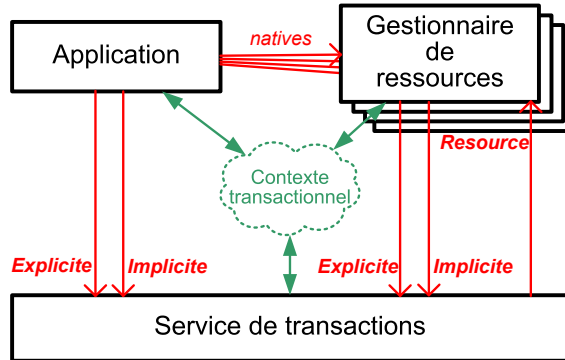 natives
Application
Gestionnaire
de
ressources
Resource
Contexte
transactionnel
Explicite
Implicite
Explicite
Implicite
Service de transactions